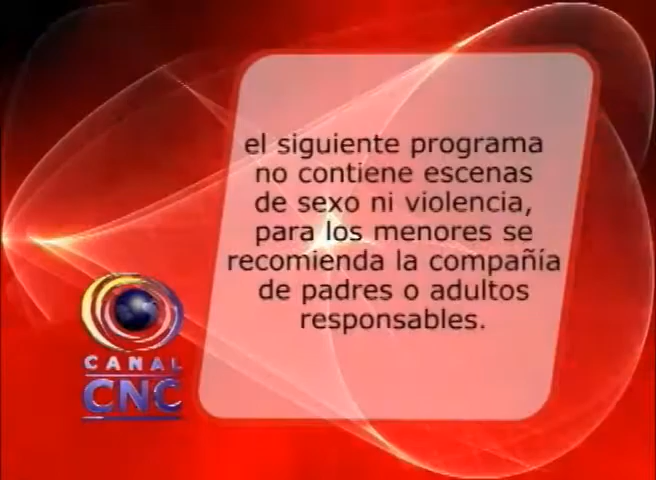 el siguiente programa
no contiene escenas
de sexo ni violencia,
para los menores se
recomienda la compañía
de padres o adultos
responsables.
CANAL
CNC